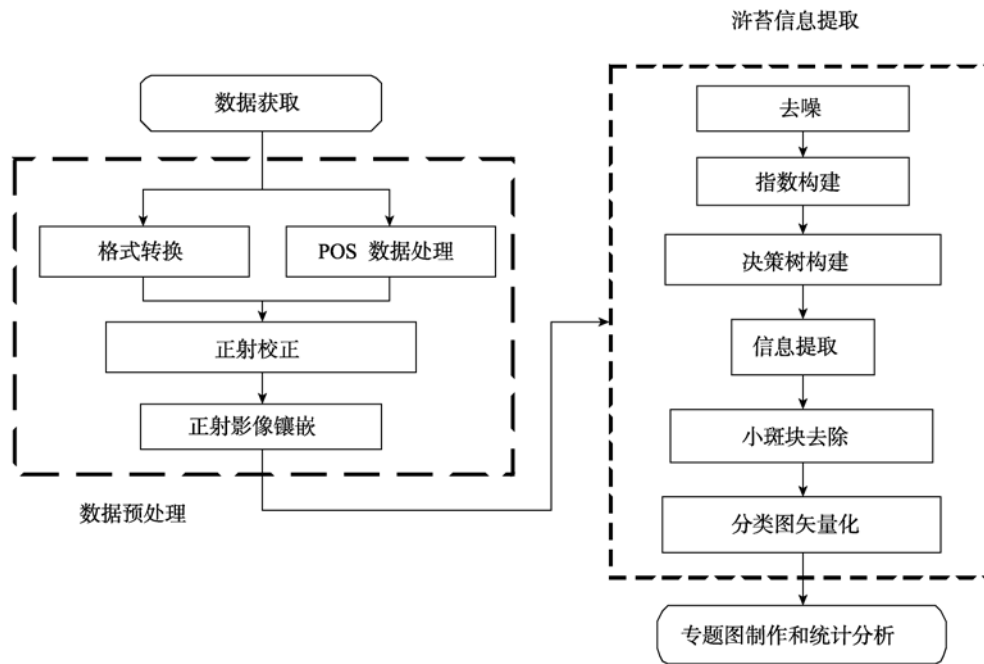 数据获取
格式转换
POS 数据处理
正射校正
正射影像镶嵌
数据预处理
浒苔信息提取
去噪
指数构建
决策树构建
信息提取
小斑块去除
分类图矢量化
专题图制作和统计分析